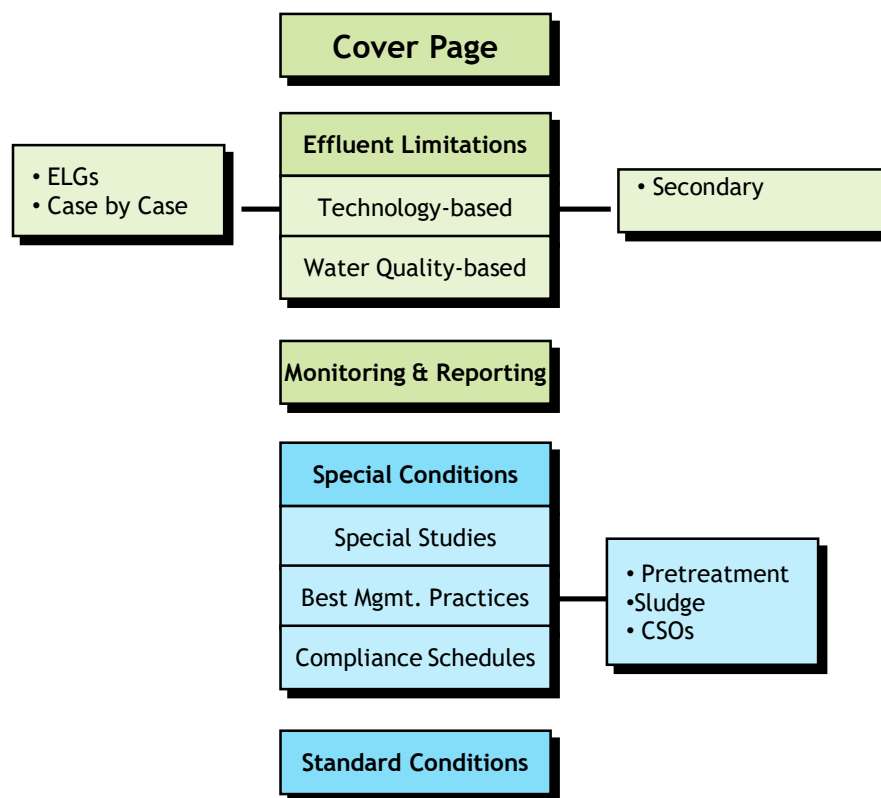 Cover Page
Effluent Limitations
• ELGs
• Case by Case
Technology-based
• Secondary
Water Quality-based
Monitoring & Reporting
Special Conditions
Special Studies
Best Mgmt. Practices
• Pretreatment
•Sludge
• CSOs
Compliance Schedules
Standard Conditions